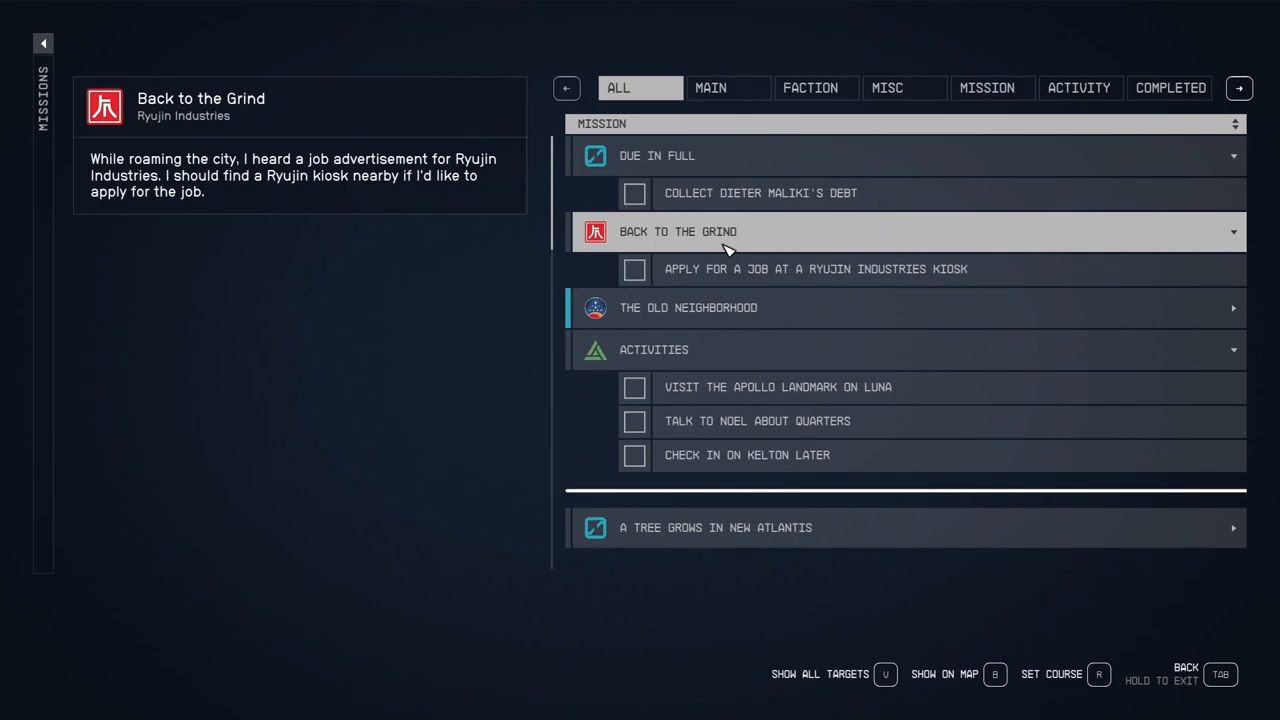 MISSIONS
Back to the Grind
Ryujin Industries
While roaming the city, I heard a job advertisement for Ryujin
Industries. I should find a Ryujin kiosk nearby if I'd like to
apply for the job.
ALL
MAIN
FACTION
MISC
MISSION
ACTIVITY
COMPLETED
MISSION
DUE IN FULL
COLLECT DIETER MALIKI'S DEBT
BACK TO THE GRIND
APPLY FOR A JOB AT A RYUJIN INDUSTRIES KIOSK
THE OLD NEIGHBORHOOD
ACTIVITIES
VISIT THE APOLLO LANDMARK ON LUNA
TALK TO NOEL ABOUT QUARTERS
CHECK IN ON KELTON LATER
A TREE GROWS IN NEW ATLANTIS
SHOW ALL TARGETS V
SHOW ON MAP B
SET COURSE R
BACK
HOLD TO EXIT
TAB